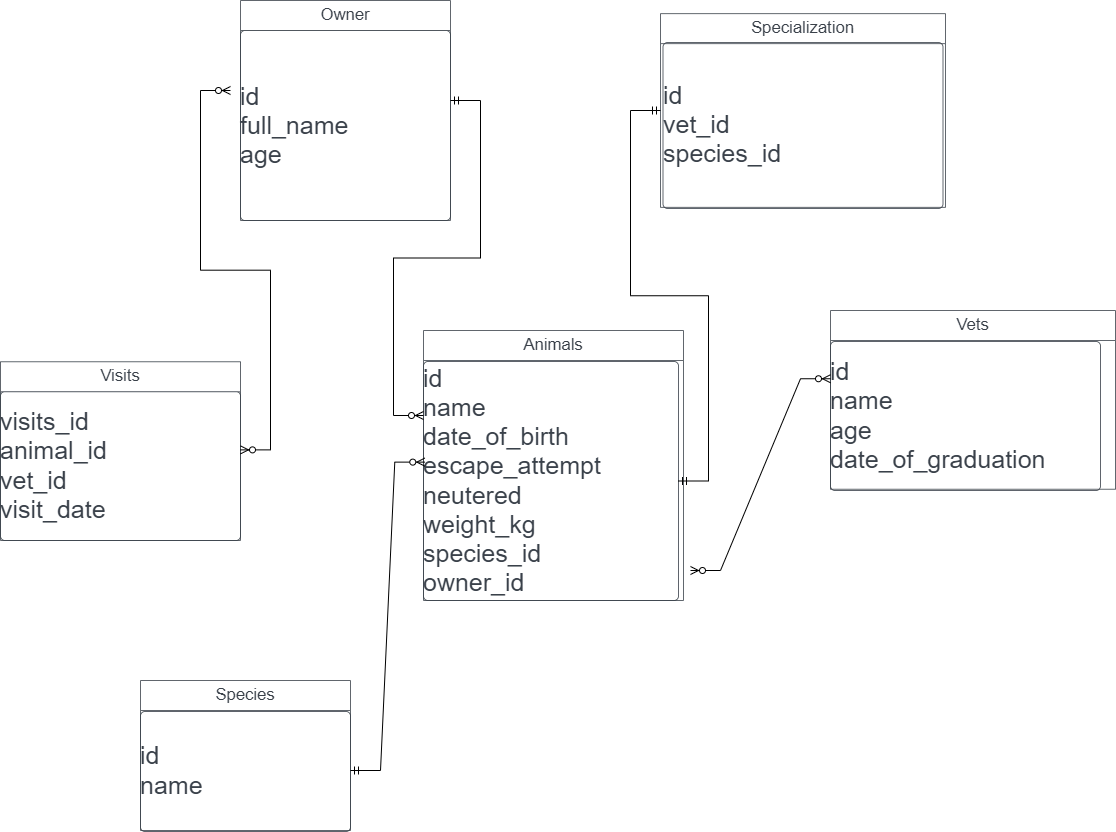 Owner
id
full_name
age
Specialization
id
vet_id
species_id
Visits
visits_id
animal_id
vet_id
visit_date
Animals
id
name
date_of_birth
escape_attempt
neutered
weight_kg
species_id
owner_id
Vets
id
name
age
date_of_graduation
Species
id
name